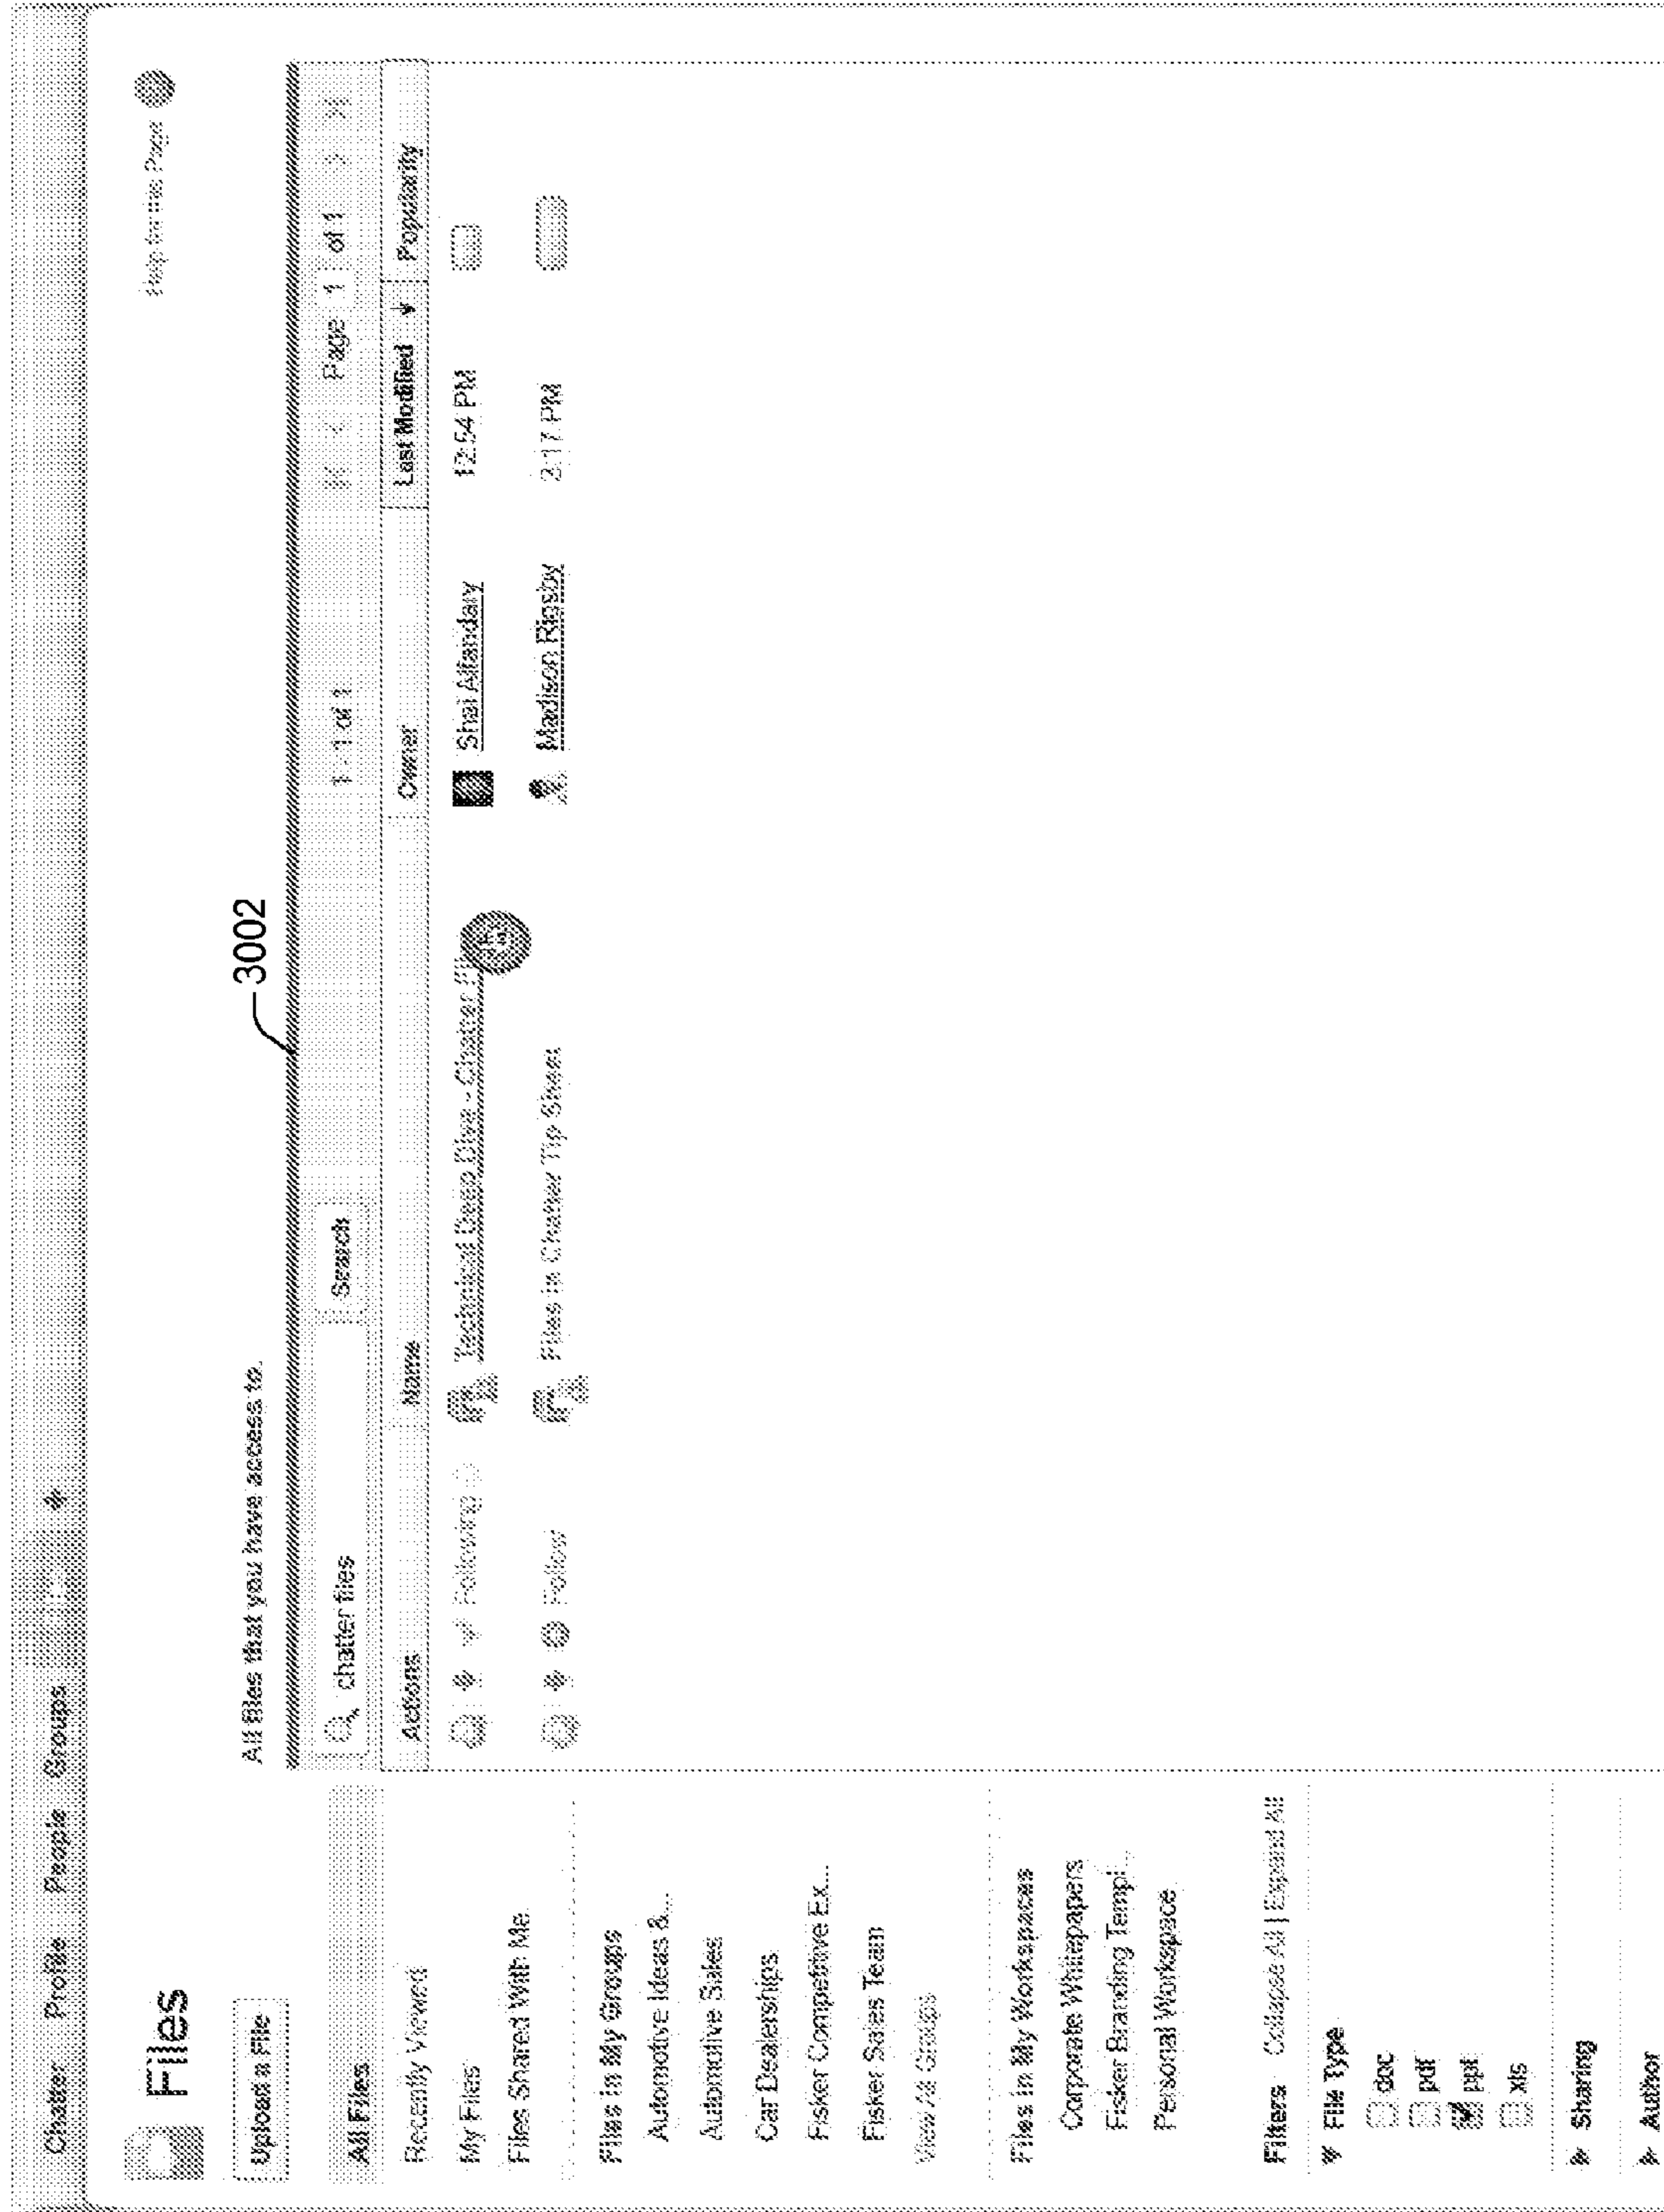 Chatter Profile People Groups
Files
Help for this Page
Upload a File
All files that you have access to.
3002
All Files
Recently Viewed
My Files
Files Shared With Me
Files in My Groups
Automotive Ideas &...
Automotive Sales
Car Dealerships
Fisker Competitive Ex...
Fisker Sales Team
View All Groups
Files in My Workspaces
Corporate Whitepapers
Fisker Branding Templ...
Personal Workspace
Filters Collapse All | Expand All
File Type
doc
pdf
ppt
xls
Sharing
Author
chatter files Search 1 - 1 of 1 Page 1 of 1
Actions Name Owner Last Modified Popularity
Following Technical Deep Dive - Chatter Shai Alfandary 12:54 PM
Follow Files in Chatter Tip Sheet Madison Rigsby 2:17 PM